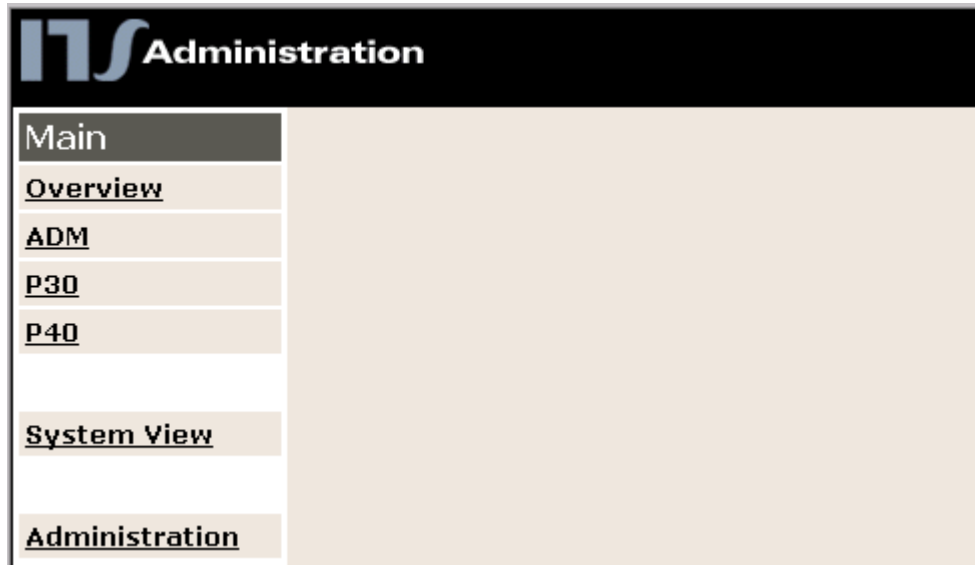 ITS Administration
Main
Overview
ADM
P30
P40
System View
Administration